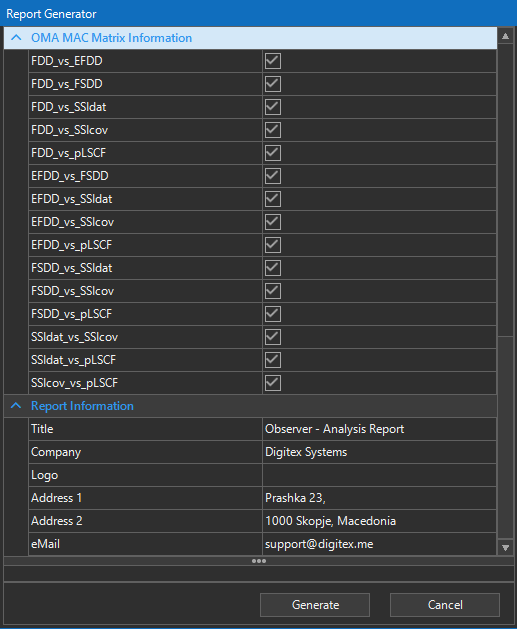 Report Generator
OMA MAC Matrix Information
FDD_vs_EFDD
FDD_vs_FSDD
FDD_vs_SSIdat
FDD_vs_SSIcov
FDD_vs_pLSCF
EFDD_vs_FSDD
EFDD_vs_SSIdat
EFDD_vs_SSIcov
EFDD_vs_pLSCF
FSDD_vs_SSIdat
FSDD_vs_SSIcov
FSDD_vs_pLSCF
SSIdat_vs_SSIcov
SSIdat_vs_pLSCF
SSIcov_vs_pLSCF
Report Information
Title Observer - Analysis Report
Company Digitex Systems
Logo
Address 1 Prashka 23,
Address 2 1000 Skopje, Macedonia
eMail support@digitex.me
Generate Cancel